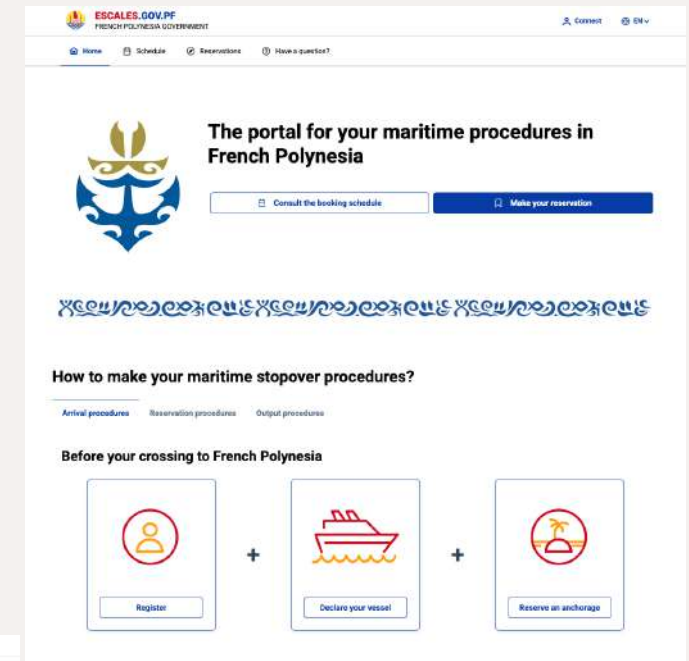 ESCALES.GOV.PF
FRENCH POLYNESIA GOVERNMENT
Connect EN
Home Schedule Reservations Have a question?
The portal for your maritime procedures in
French Polynesia
Consult the booking schedule Make your reservation
How to make your maritime stopover procedures?
Arrival procedures Reservation procedures Output procedures
Before your crossing to French Polynesia
+ +
Register Declare your vessel Reserve an anchorage